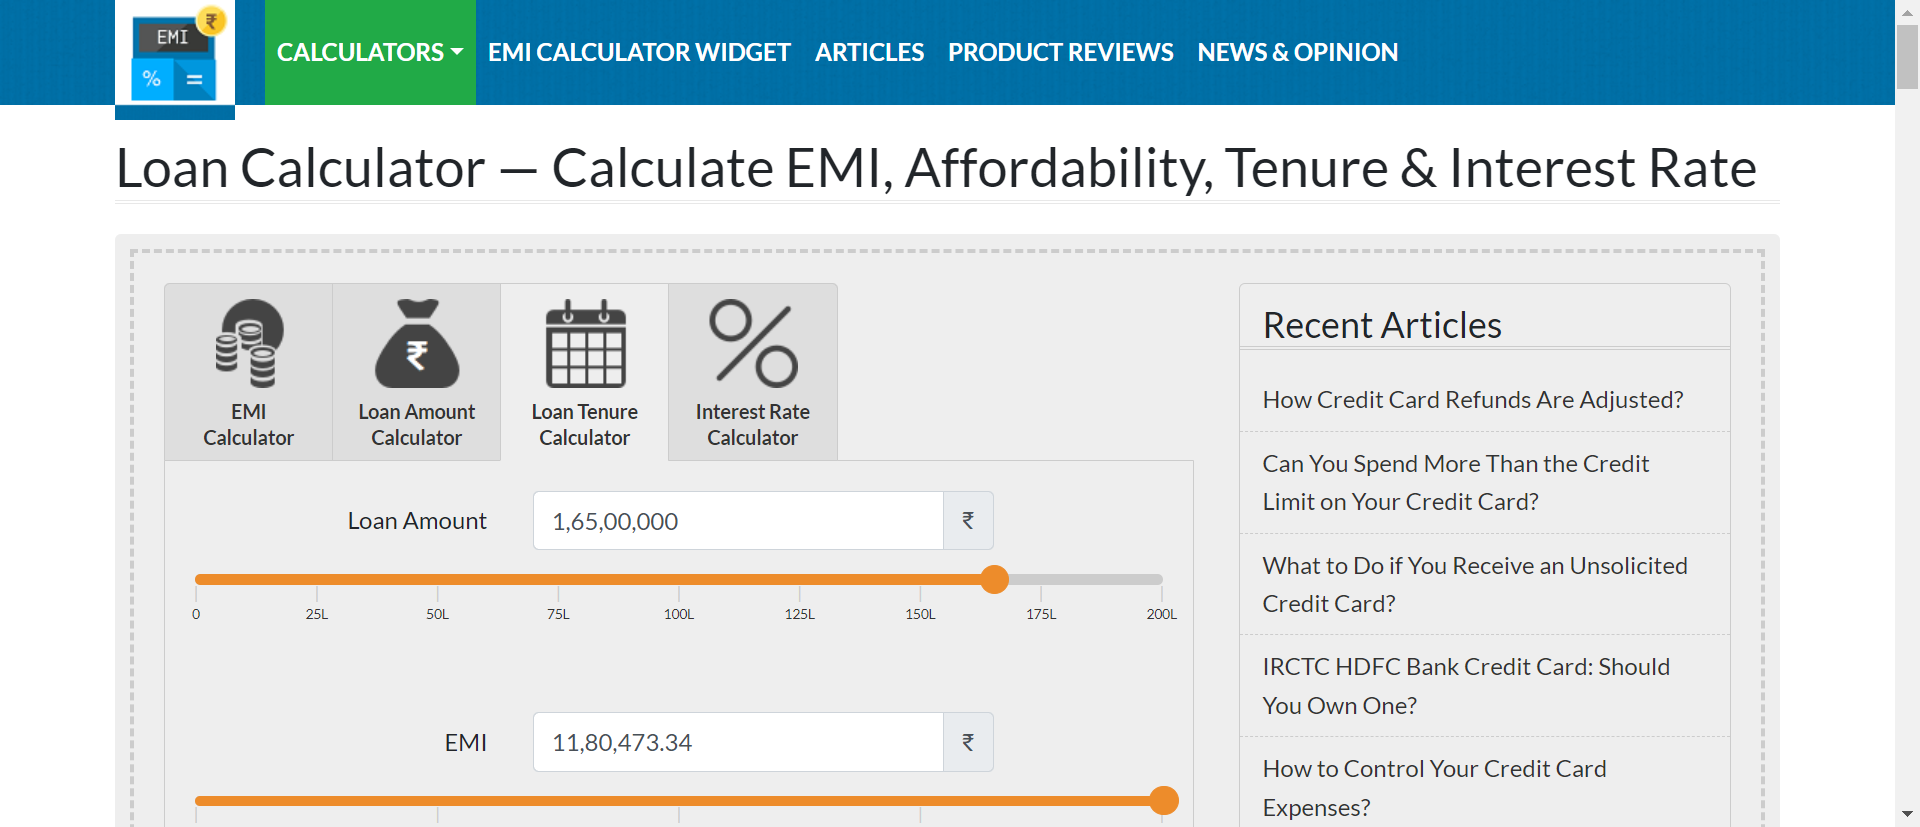 EMI
₹
%
=
CALCULATORS
EMI CALCULATOR WIDGET
ARTICLES
PRODUCT REVIEWS
NEWS & OPINION
Loan Calculator — Calculate EMI, Affordability, Tenure & Interest Rate
EMI
Calculator
₹
Loan Amount
Calculator
Loan Tenure
Calculator
Interest Rate
Calculator
Loan Amount
1,65,00,000
₹
0 25L 50L 75L 100L 125L 150L 175L 200L
EMI
11,80,473.34
₹
Recent Articles
How Credit Card Refunds Are Adjusted?
Can You Spend More Than the Credit
Limit on Your Credit Card?
What to Do if You Receive an Unsolicited
Credit Card?
IRCTC HDFC Bank Credit Card: Should
You Own One?
How to Control Your Credit Card
Expenses?